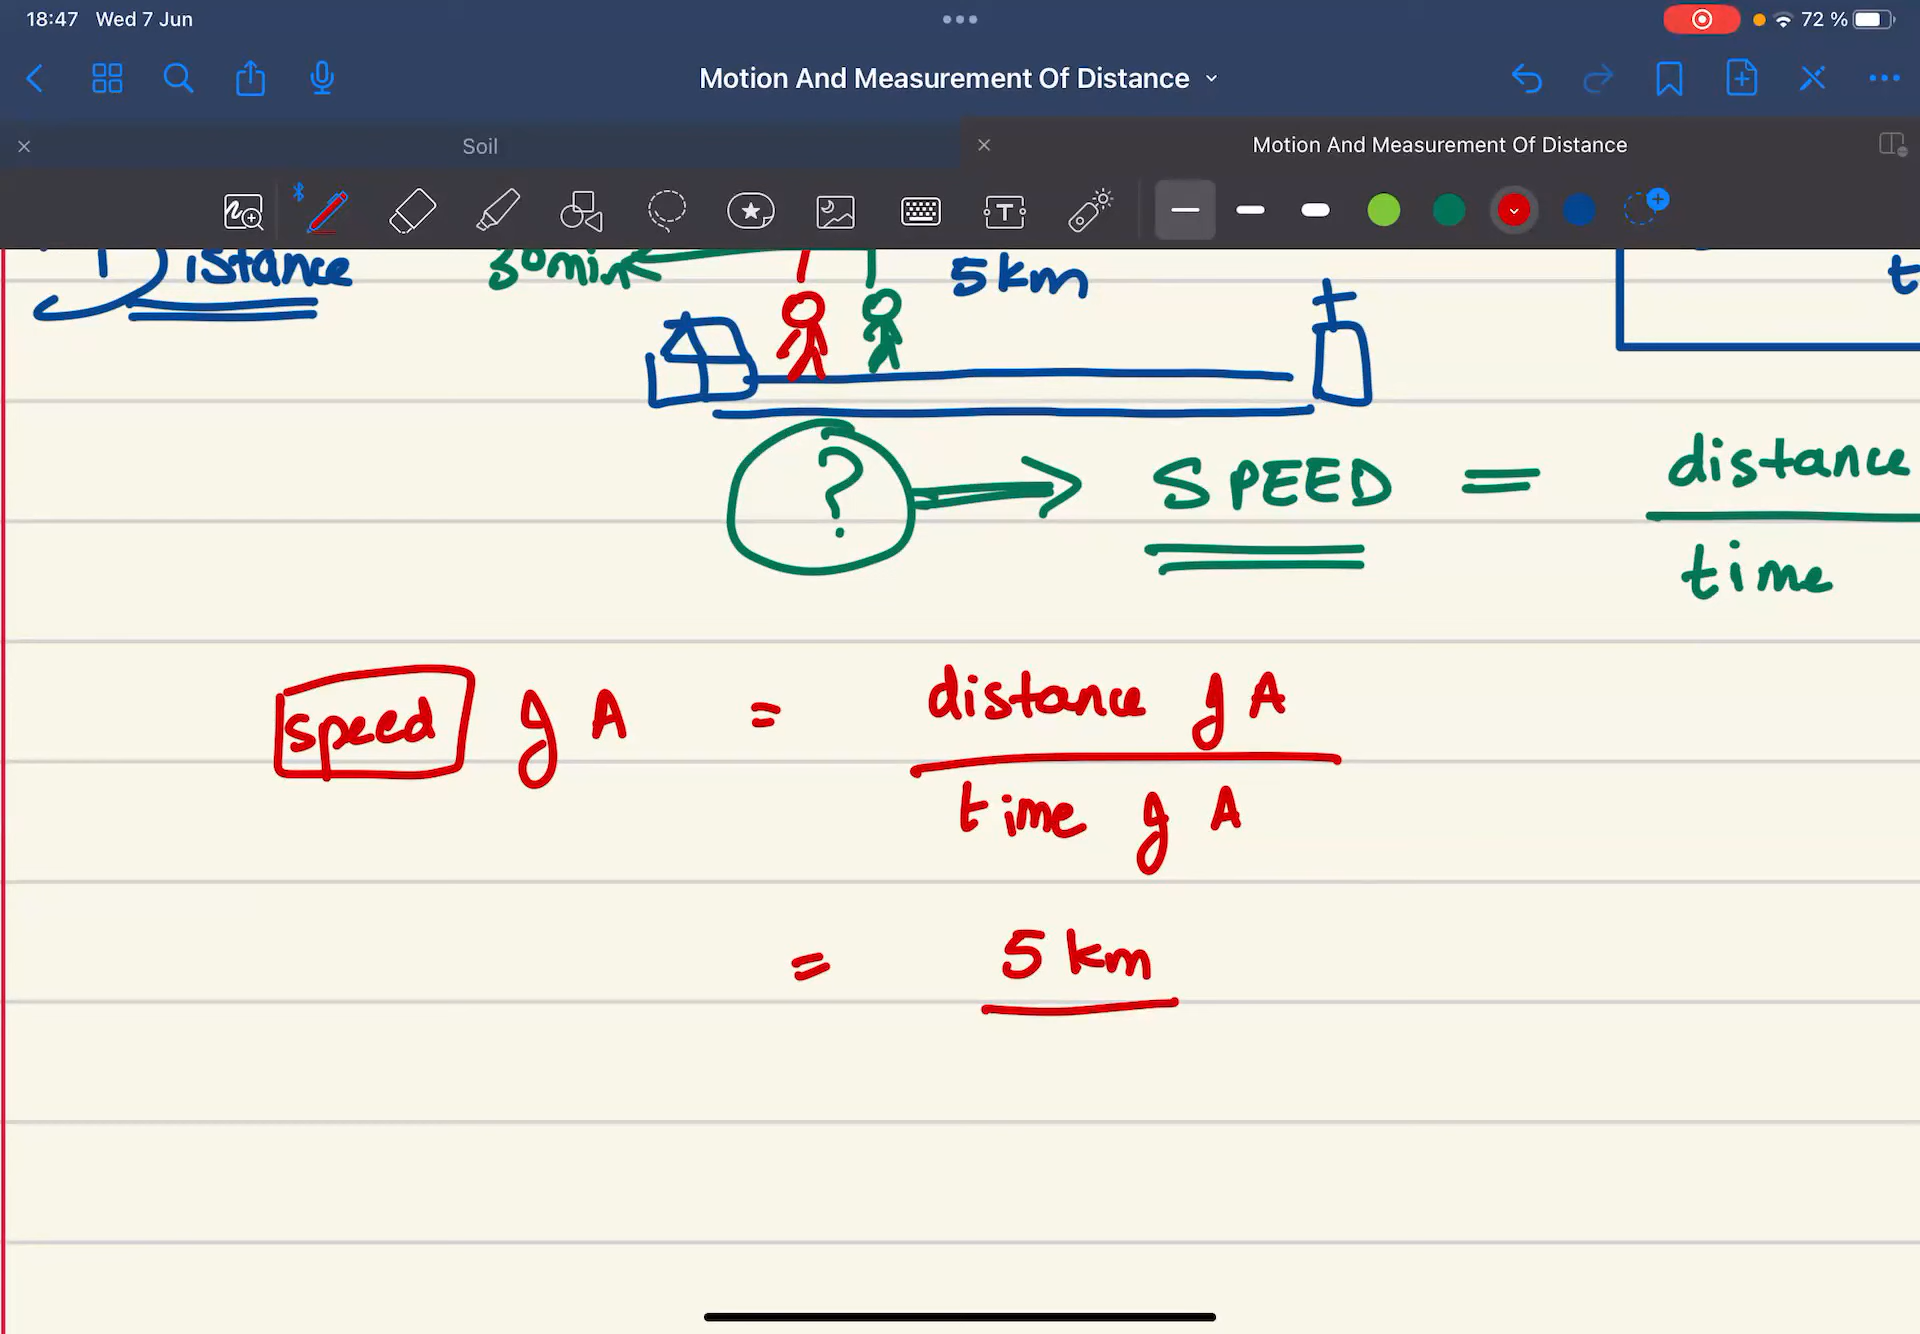 18:47 Wed 7 Jun
72 %
Motion And Measurement Of Distance
Soil
Motion And Measurement Of Distance
Distance
30min
5km
t
? → SPEED = distance
time
speed of A = distance of A
time of A
= 5 km